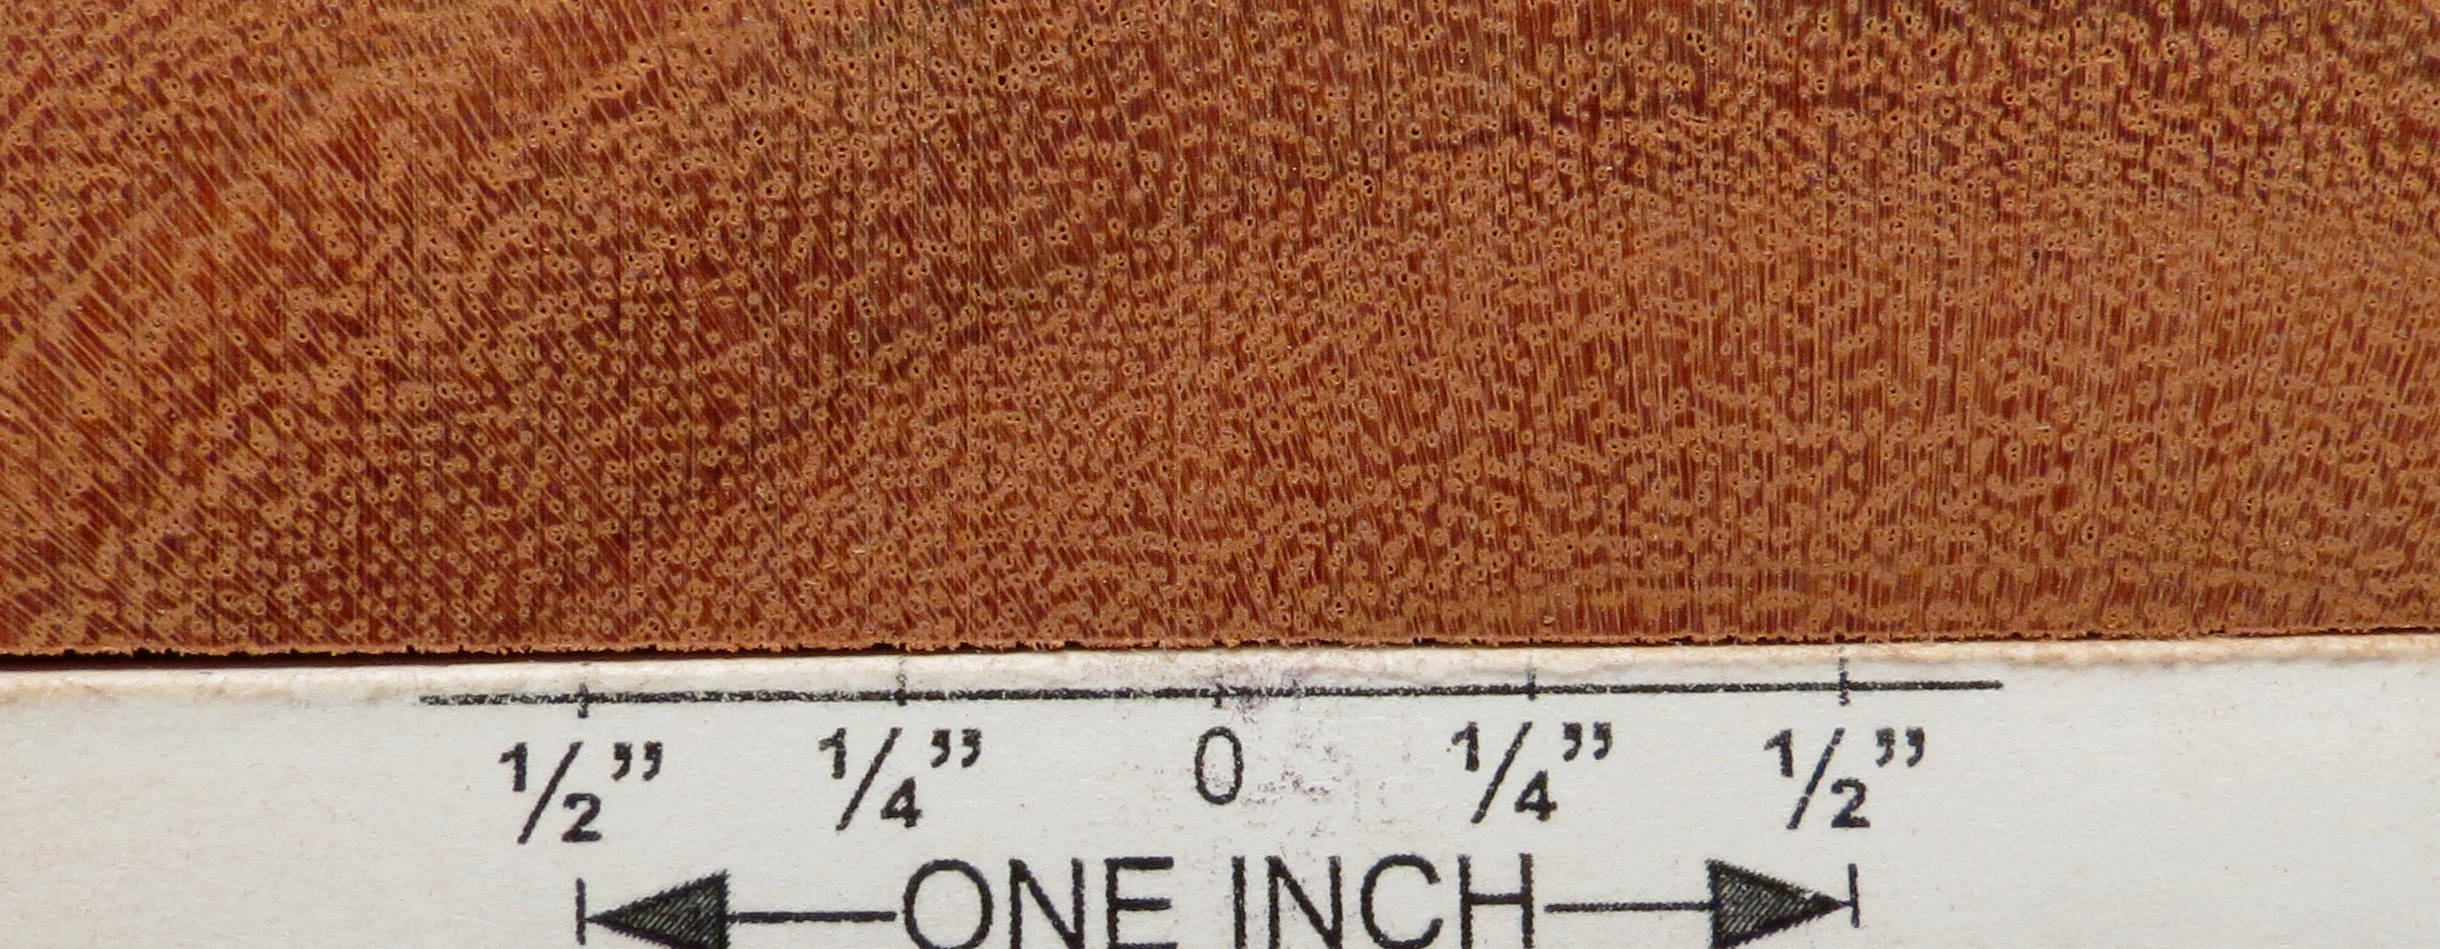 1/2” 1/4” 0 1/4” 1/2”
ONE INCH